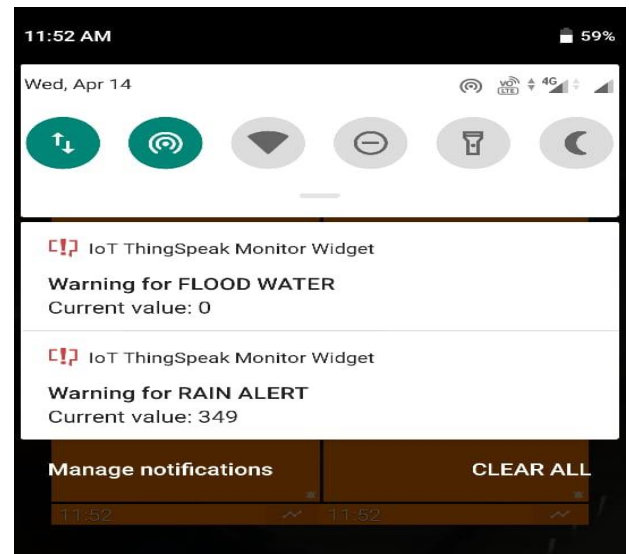 11:52 AM 59%
Wed, Apr 14 VO LTE 4G
IoT ThingSpeak Monitor Widget
Warning for FLOOD WATER
Current value: 0
IoT ThingSpeak Monitor Widget
Warning for RAIN ALERT
Current value: 349
Manage notifications CLEAR ALL
11:52 11:52